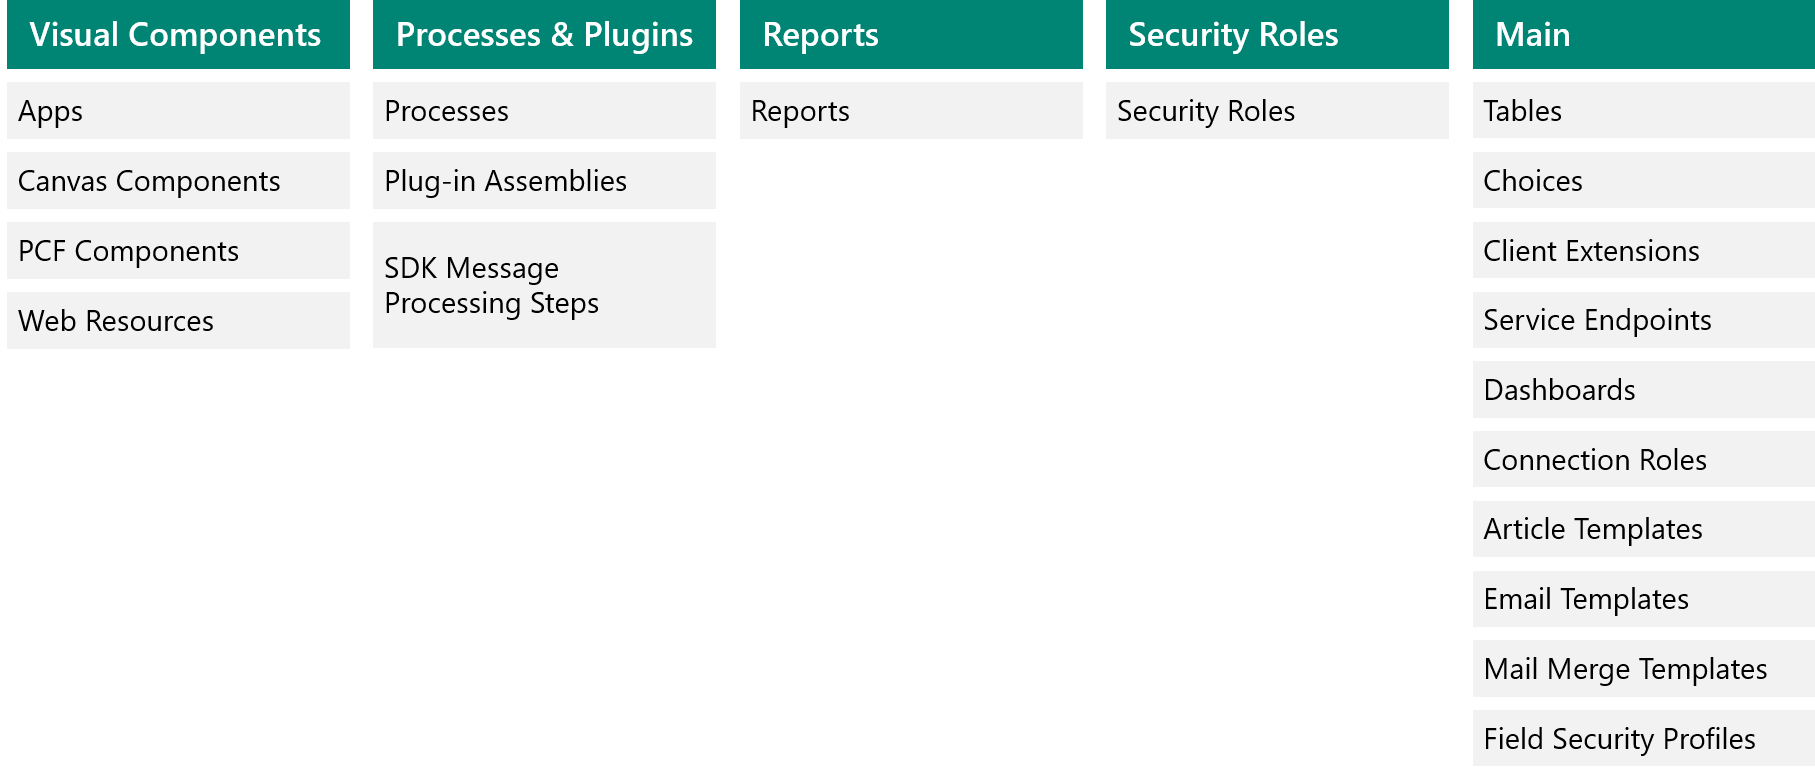 Visual Components
Apps
Canvas Components
PCF Components
Web Resources
Processes & Plugins
Processes
Plug-in Assemblies
SDK Message
Processing Steps
Reports
Reports
Security Roles
Security Roles
Main
Tables
Choices
Client Extensions
Service Endpoints
Dashboards
Connection Roles
Article Templates
Email Templates
Mail Merge Templates
Field Security Profiles